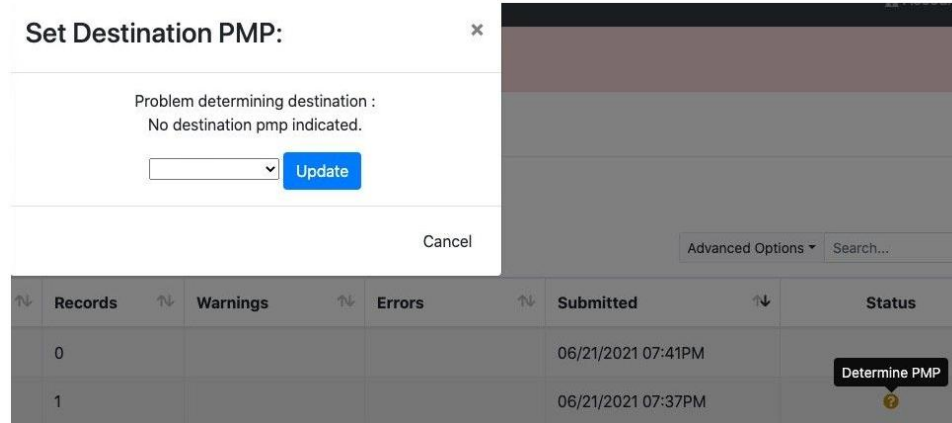 Set Destination PMP: ×
Problem determining destination :
No destination pmp indicated.
Update
Cancel
Advanced Options Search...
Records Warnings Errors Submitted Status
0 06/21/2021 07:41PM
Determine PMP
1 06/21/2021 07:37PM